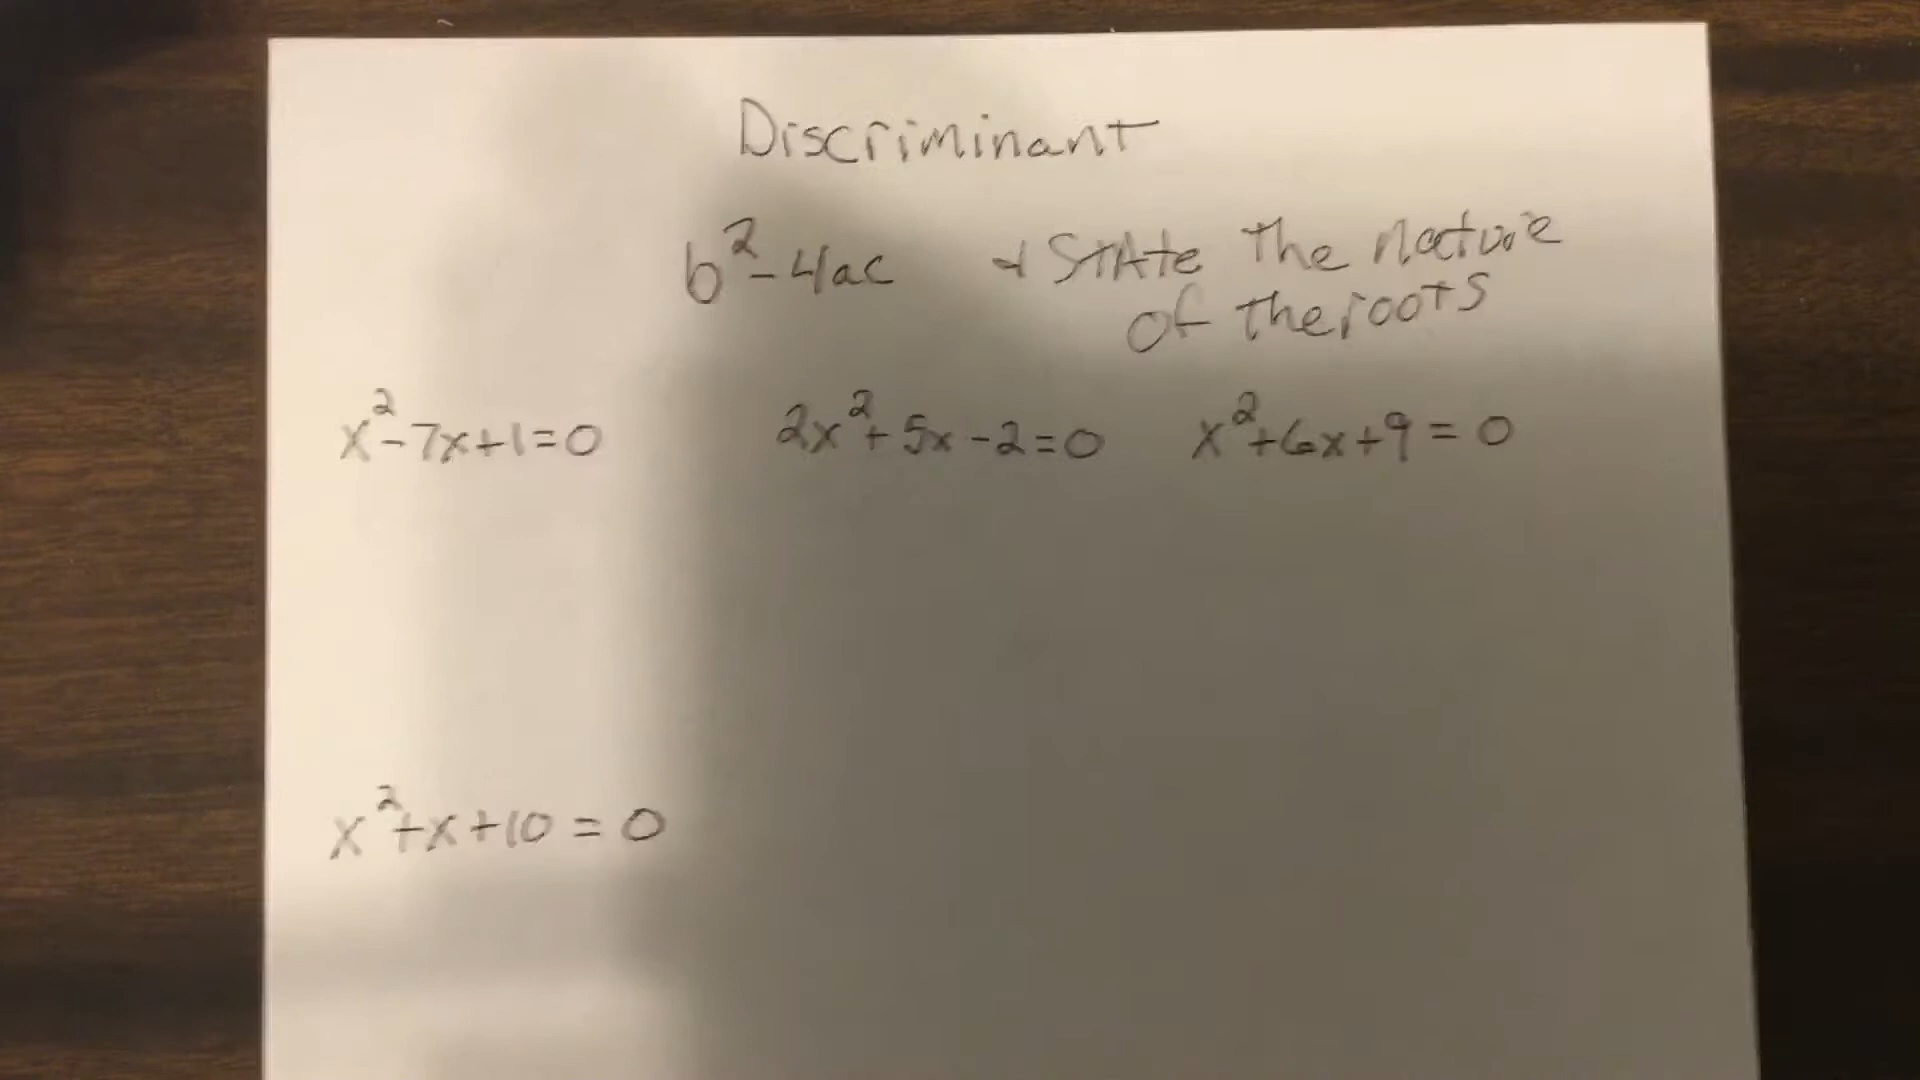 Discriminant
b²-4ac & State the nature
of the roots
x²-7x+1=0 2x²+5x-2=0 x²+6x+9=0
x²+x+10=0